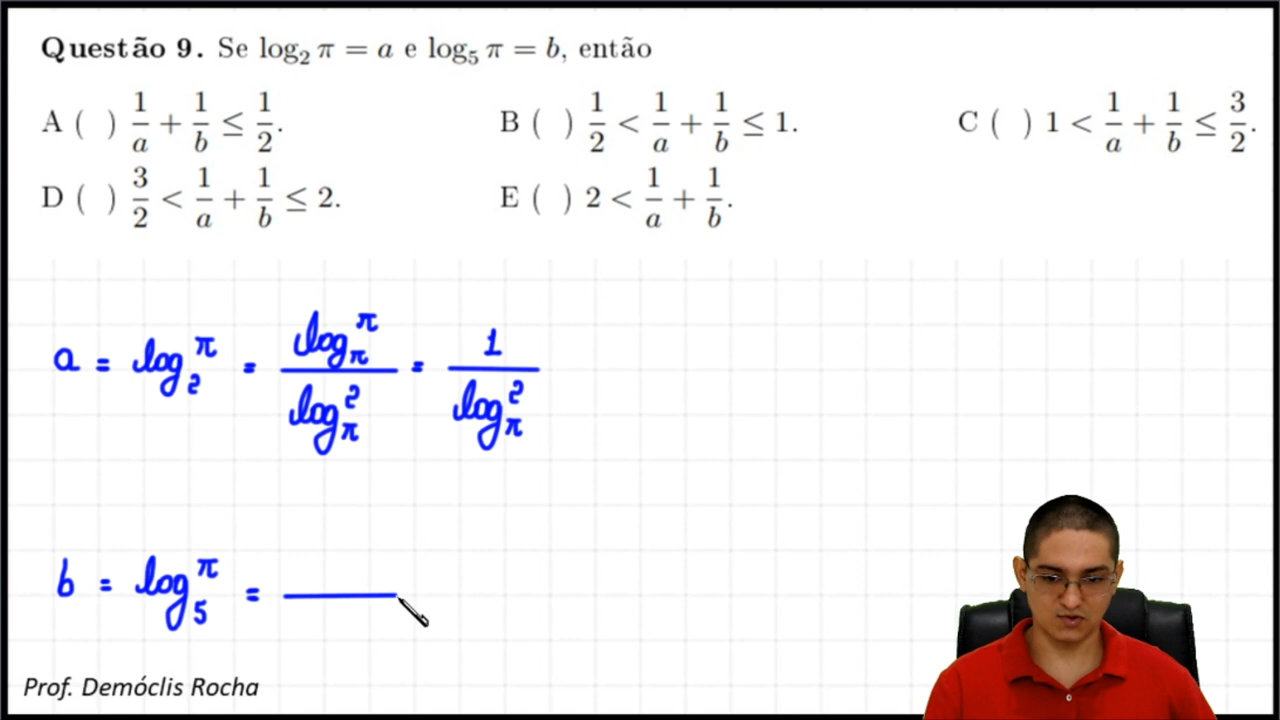 Questão 9. Se log₂ π = a e log₅ π = b, então
A ( ) 1/a + 1/b ≤ 1/2. B ( ) 1/2 < 1/a + 1/b ≤ 1. C ( ) 1 < 1/a + 1/b ≤ 3/2.
D ( ) 3/2 < 1/a + 1/b ≤ 2. E ( ) 2 < 1/a + 1/b.
a = log₂ π = (log_π π)/(log_π 2) = 1/(log_π 2)
b = log₅ π =
Prof. Demóclis Rocha